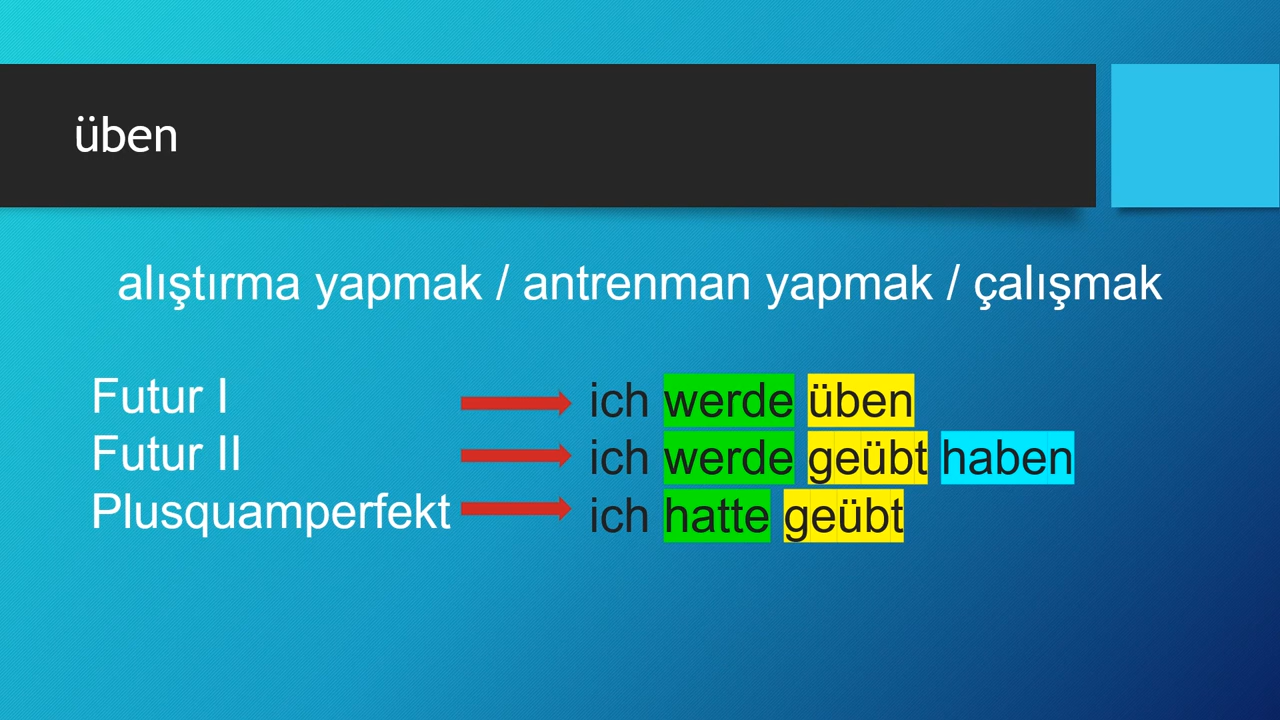 üben
alıştırma yapmak / antrenman yapmak / çalışmak
Futur I ich werde üben
Futur II ich werde geübt haben
Plusquamperfekt ich hatte geübt